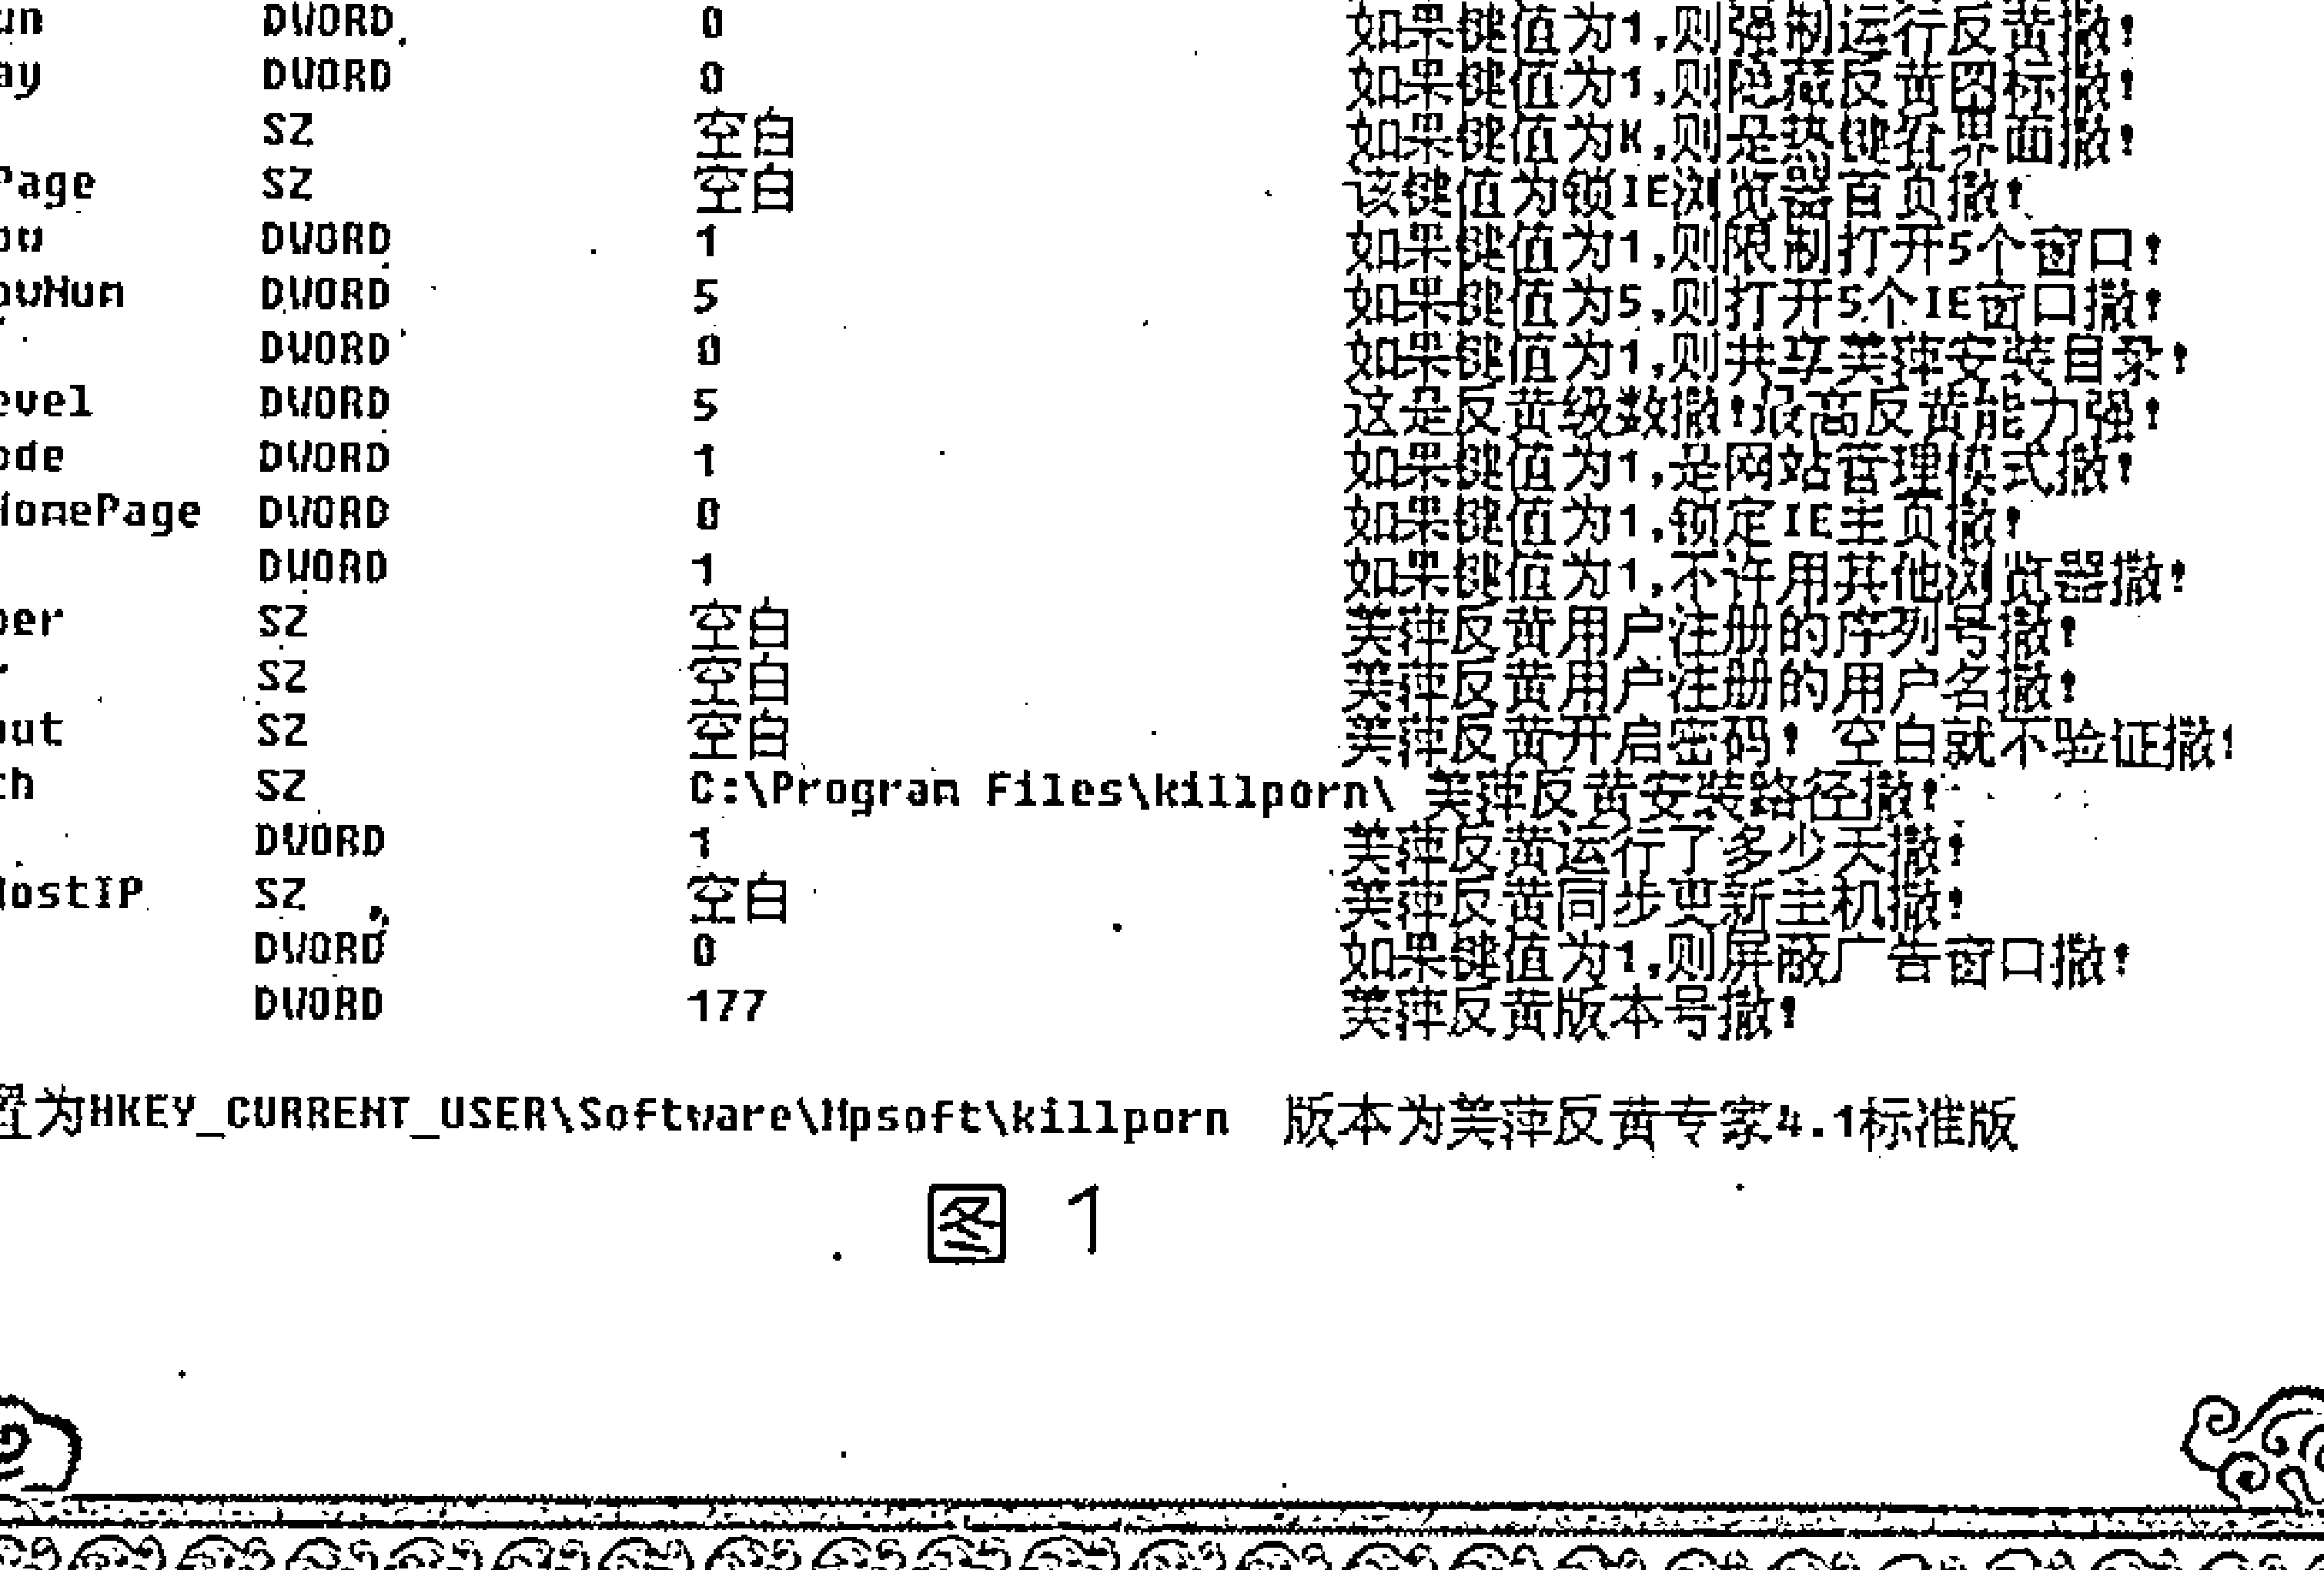 un DWORD 0 如果键值为1,则强制运行反黄撒!
ay DWORD 0 如果键值为1,则隐藏反黄图标撒!
SZ 空白 如果键值为K,则是热键在界面撒!
Page SZ 空白 该键值为锁IE浏览器首页撒!
ow DWORD 1 如果键值为1,则限制打开5个窗口!
owNum DWORD 5 如果键值为5,则打开5个IE窗口撒!
DWORD 0 如果键值为1,则共享美萍安装目录!
evel DWORD 5 这是反黄级数撒!很高反黄能力强!
ode DWORD 1 如果键值为1,是网站管理模式撒!
HomePage DWORD 0 如果键值为1,锁定IE主页撒!
DWORD 1 如果键值为1,不许用其他浏览器撒!
ber SZ 空白 美萍反黄用户注册的序列号撒!
r SZ 空白 美萍反黄用户注册的用户名撒!
out SZ 空白 美萍反黄开启密码! 空白就不验证撒!
th SZ C:\Program Files\killporn\ 美萍反黄安装路径撒!
DWORD 1 美萍反黄运行了多少天撒!
HostIP SZ 空白 美萍反黄同步更新主机撒!
DWORD 0 如果键值为1,则屏蔽广告窗口撒!
DWORD 177 美萍反黄版本号撒!
置为HKEY_CURRENT_USER\Software\Mpsoft\killporn 版本为美萍反黄专家4.1标准版
图 1